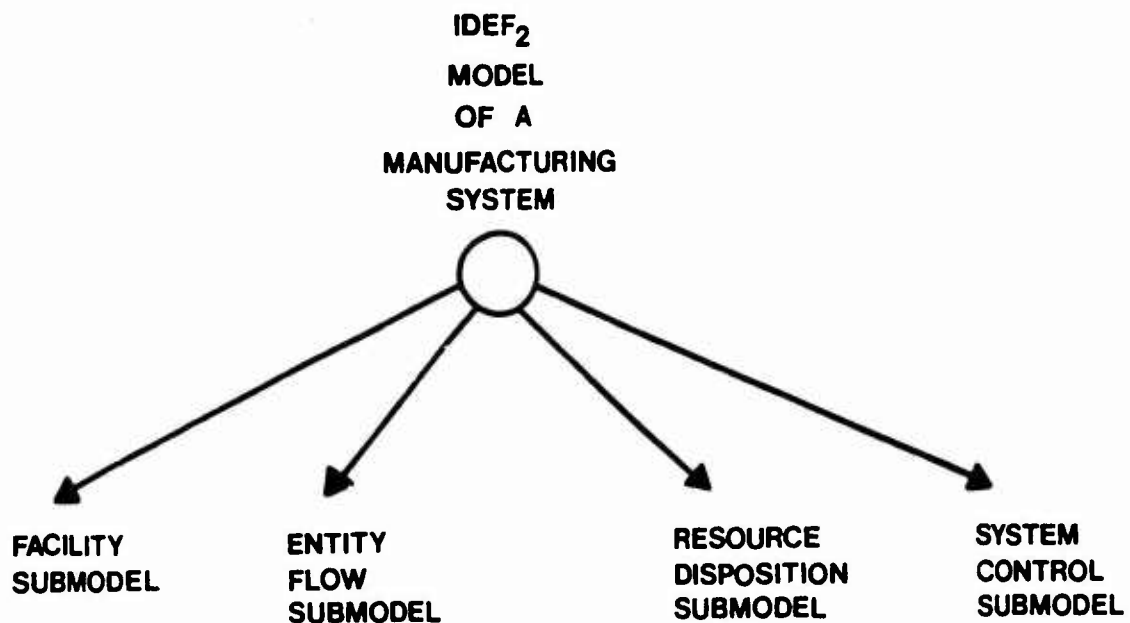 IDEF2
MODEL
OF A
MANUFACTURING
SYSTEM
FACILITY
SUBMODEL
ENTITY
FLOW
SUBMODEL
RESOURCE
DISPOSITION
SUBMODEL
SYSTEM
CONTROL
SUBMODEL